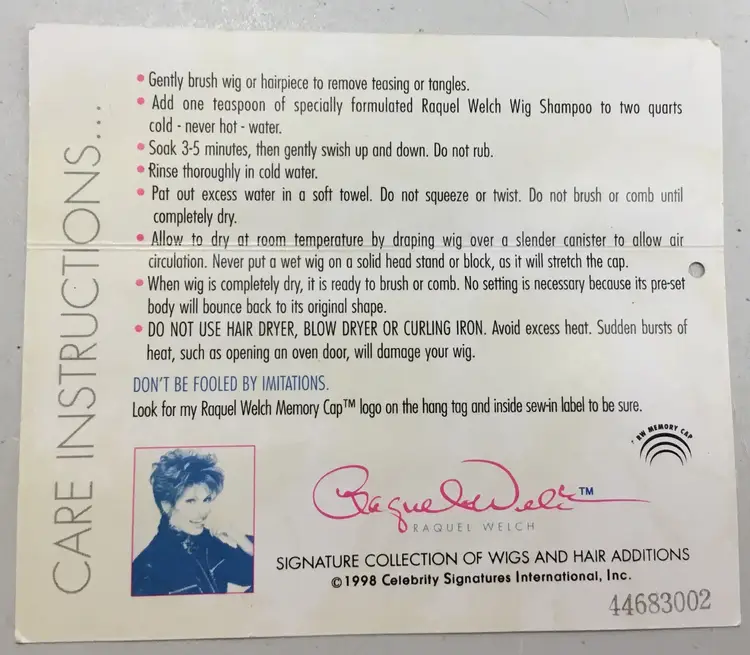 CARE INSTRUCTIONS...
• Gently brush wig or hairpiece to remove teasing or tangles.
• Add one teaspoon of specially formulated Raquel Welch Wig Shampoo to two quarts
cold - never hot - water.
• Soak 3-5 minutes, then gently swish up and down. Do not rub.
• Rinse thoroughly in cold water.
• Pat out excess water in a soft towel. Do not squeeze or twist. Do not brush or comb until
completely dry.
• Allow to dry at room temperature by draping wig over a slender canister to allow air
circulation. Never put a wet wig on a solid head stand or block, as it will stretch the cap.
• When wig is completely dry, it is ready to brush or comb. No setting is necessary because its pre-set
body will bounce back to its original shape.
• DO NOT USE HAIR DRYER, BLOW DRYER OR CURLING IRON. Avoid excess heat. Sudden bursts of
heat, such as opening an oven door, will damage your wig.
DON'T BE FOOLED BY IMITATIONS.
Look for my Raquel Welch Memory Cap™ logo on the hang tag and inside sew-in label to be sure.
RW MEMORY CAP
Raquel Welch™
RAQUEL WELCH
SIGNATURE COLLECTION OF WIGS AND HAIR ADDITIONS
©1998 Celebrity Signatures International, Inc.
44683002